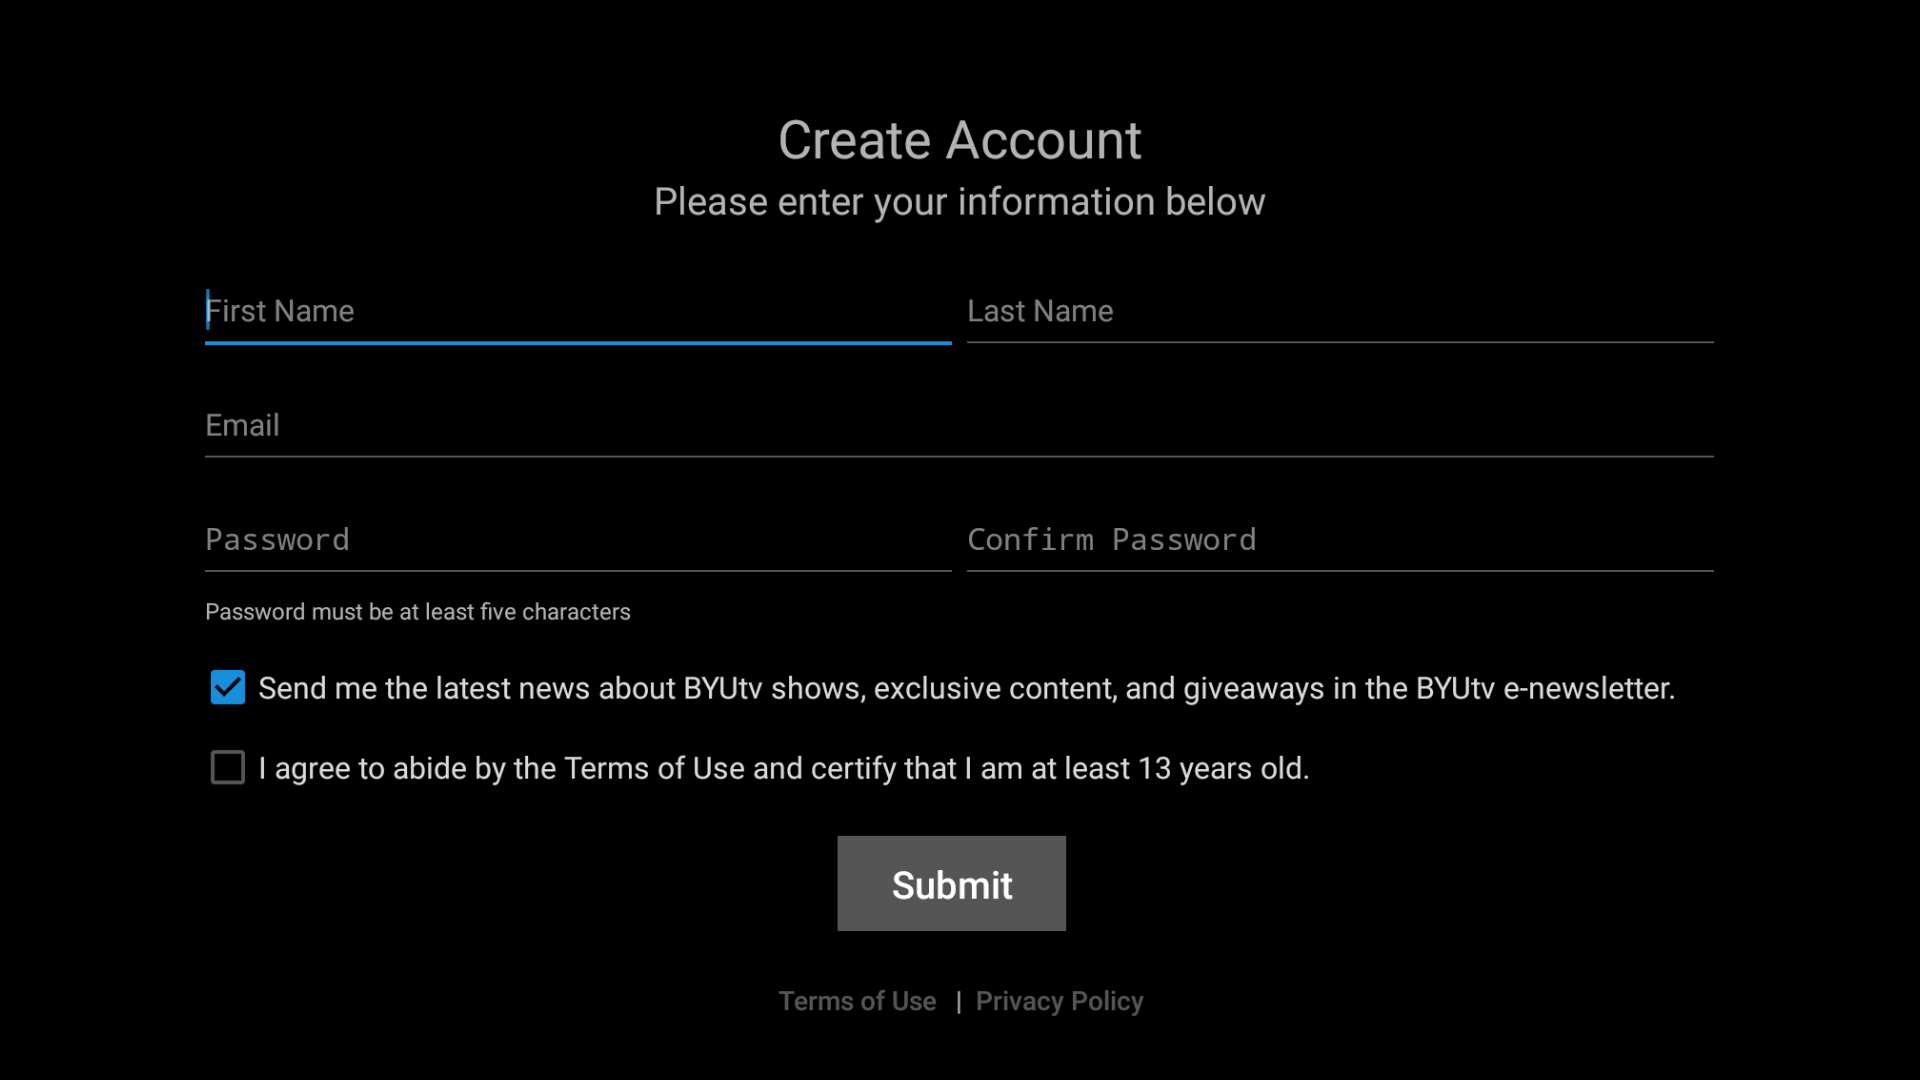 Create Account
Please enter your information below
First Name
Last Name
Email
Password
Confirm Password
Password must be at least five characters
Send me the latest news about BYUtv shows, exclusive content, and giveaways in the BYUtv e-newsletter.
I agree to abide by the Terms of Use and certify that I am at least 13 years old.
Submit
Terms of Use | Privacy Policy